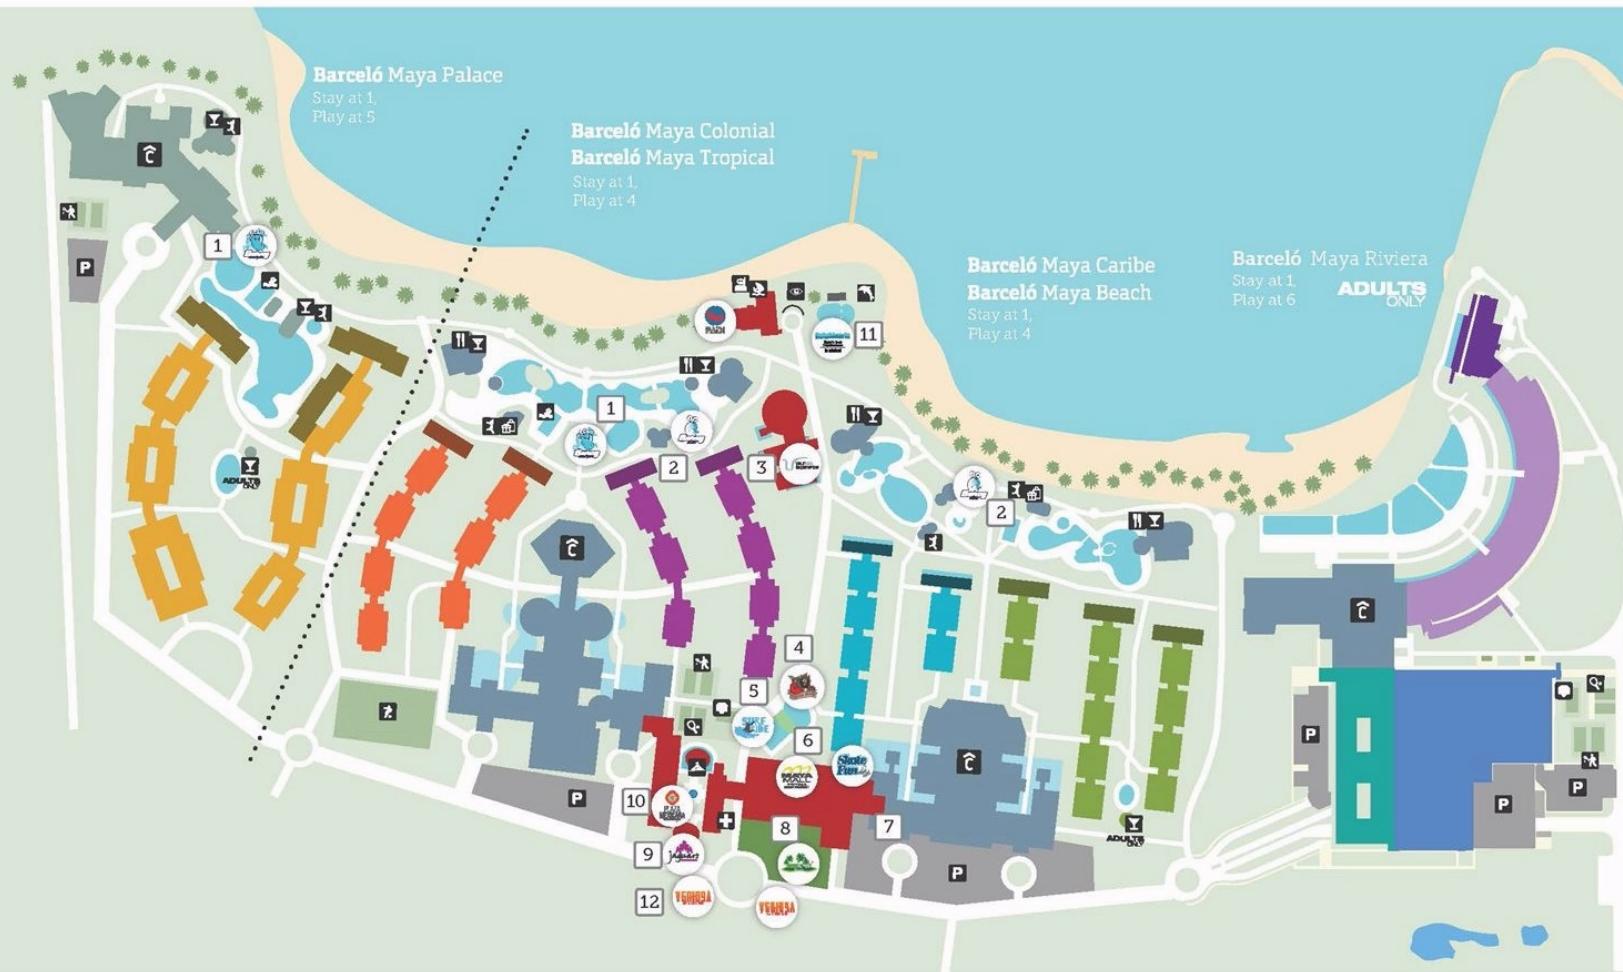 Barceló Maya Palace
Stay at 1,
Play at 5
Barceló Maya Colonial
Barceló Maya Tropical
Stay at 1,
Play at 4
Barceló Maya Caribe
Barceló Maya Beach
Stay at 1,
Play at 4
Barceló Maya Riviera
Stay at 1,
Play at 6
ADULTS
ONLY
1
P
11
1
2
3
ADULTS
ONLY
2
4
5
6
Skate
Fun
MAYA
MALL
P
10
8
7
9
P
12
ADULTS
ONLY
P
P
P